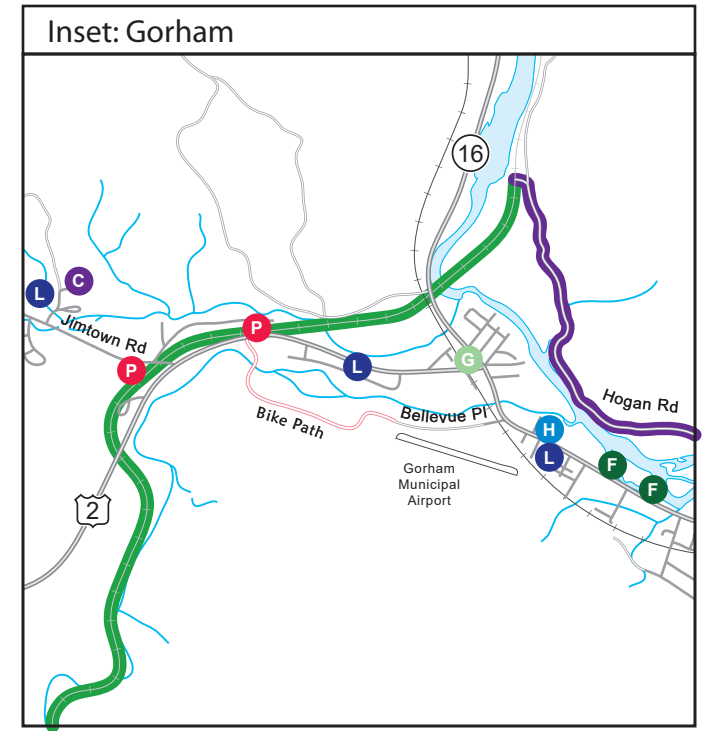 Inset: Gorham
16
C
L
Jimtown Rd
P
P
L
G
Hogan Rd
Bellevue Pl
Bike Path
H
L
F
F
Gorham
Municipal
Airport
2